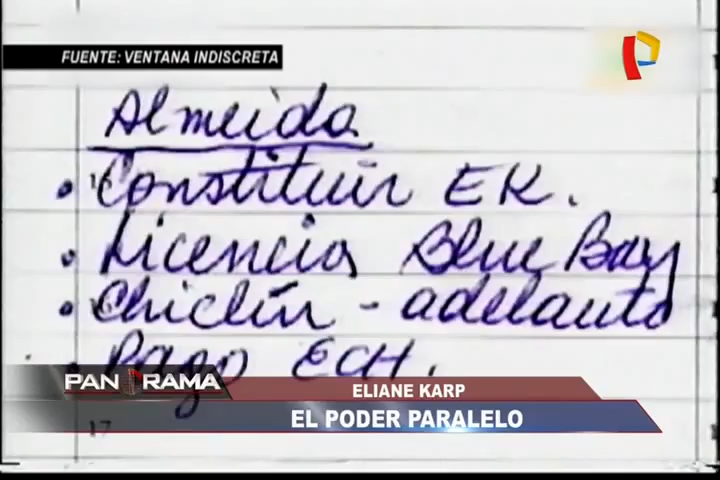 FUENTE: VENTANA INDISCRETA
Almeida
• Constituir EK.
• Licencia Blue Bay
• Chiclín - adelanto
• Pago ECH.
PANORAMA
ELIANE KARP
EL PODER PARALELO
17